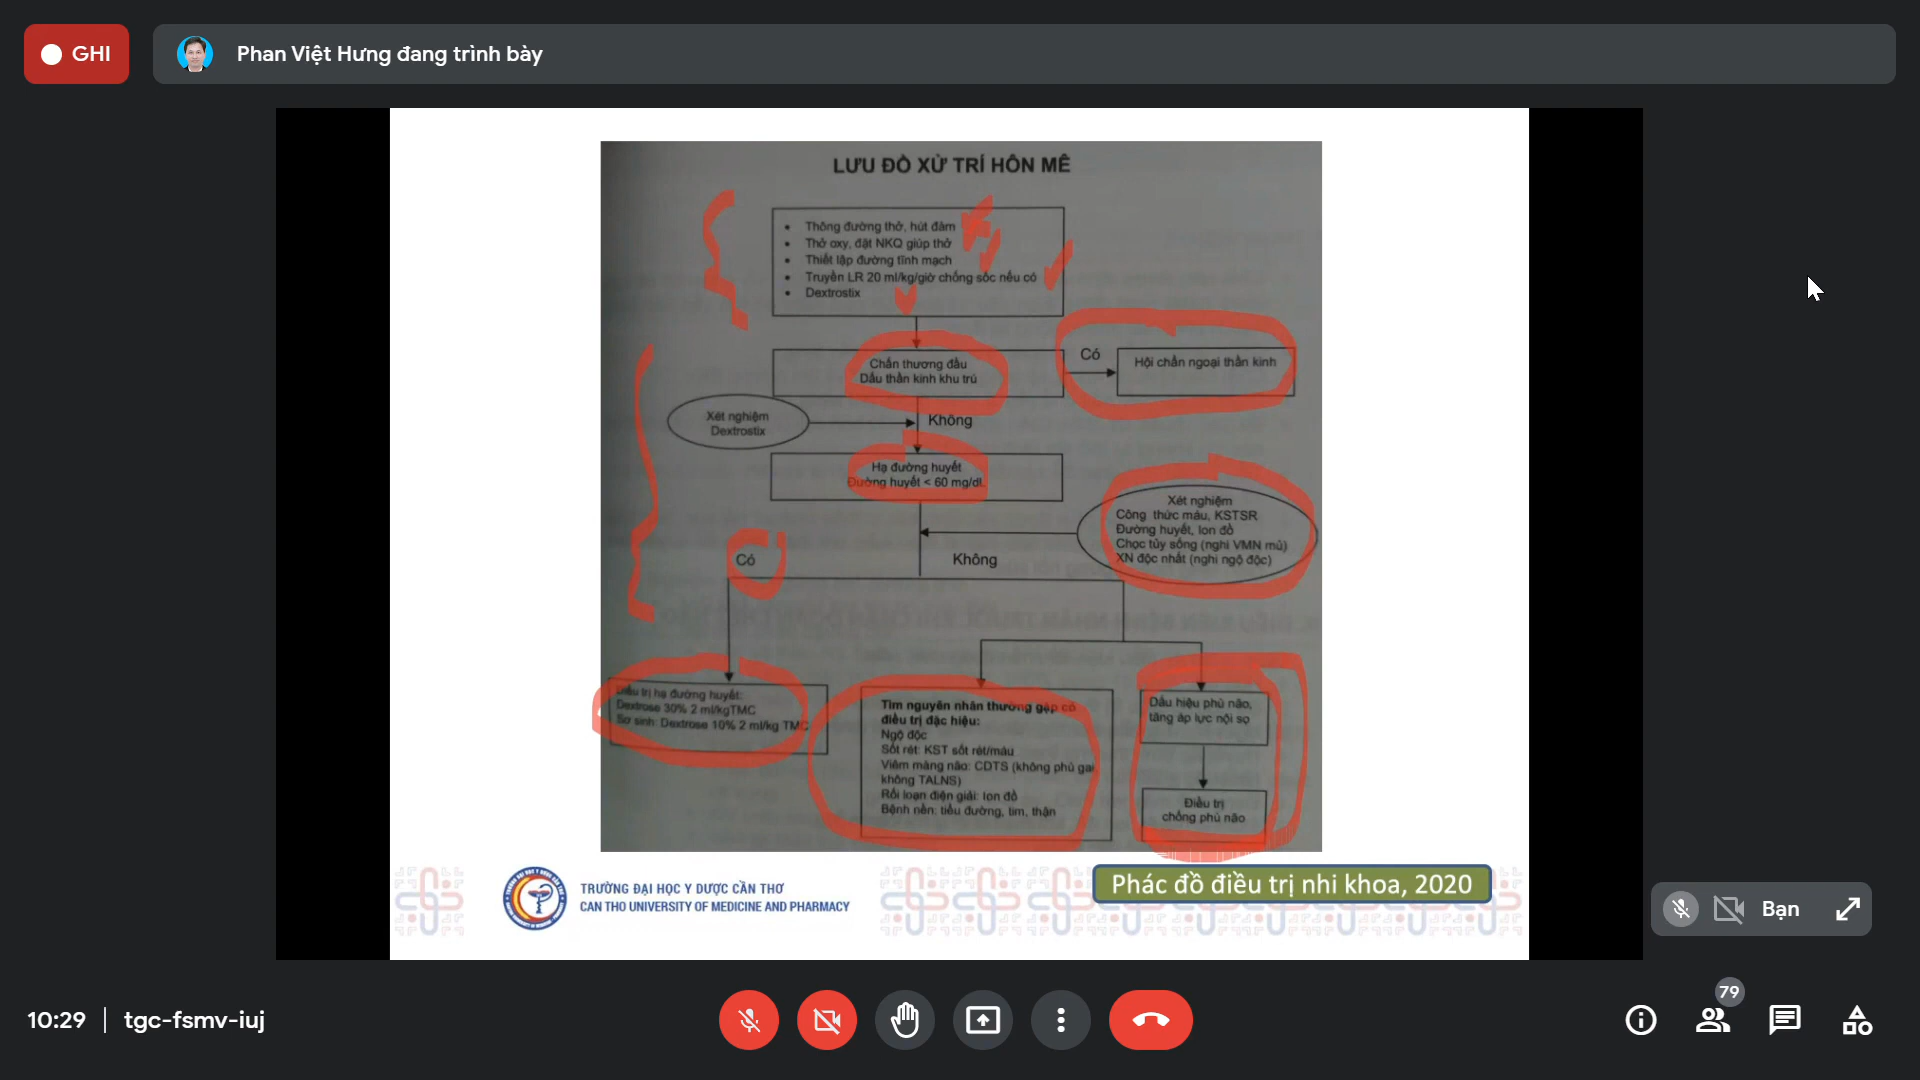 GHI
Phan Việt Hưng đang trình bày
LƯU ĐỒ XỬ TRÍ HÔN MÊ
• Thông đường thở, hút đàm
• Thở oxy, đặt NKQ giúp thở
• Thiết lập đường tĩnh mạch
• Truyền LR 20 ml/kg/giờ chống sốc nếu có
• Dextrostix
Chấn thương đầu
Dấu thần kinh khu trú
Có
Hội chẩn ngoại thần kinh
Xét nghiệm
Dextrostix
Không
Hạ đường huyết
Đường huyết < 60 mg/dL
Xét nghiệm
Công thức máu, KSTSR
Đường huyết, Ion đồ
Chọc tủy sống (nghi VMN mủ)
XN độc nhất (nghi ngộ độc)
Có
Không
Điều trị hạ đường huyết:
Dextrose 30% 2 ml/kgTMC
Sơ sinh: Dextrose 10% 2 ml/kg TMC
Tìm nguyên nhân thường gặp có
điều trị đặc hiệu:
Ngộ độc
Sốt rét: KST sốt rét/máu
Viêm màng não: CDTS (không phù gai
không TALNS)
Rối loạn điện giải: Ion đồ
Bệnh nền: tiểu đường, tim, thận
Dấu hiệu phù não,
tăng áp lực nội sọ
Điều trị
chống phù não
TRƯỜNG ĐẠI HỌC Y DƯỢC CẦN THƠ
CAN THO UNIVERSITY OF MEDICINE AND PHARMACY
Phác đồ điều trị nhi khoa, 2020
Bạn
10:29
tgc-fsmv-iuj
79